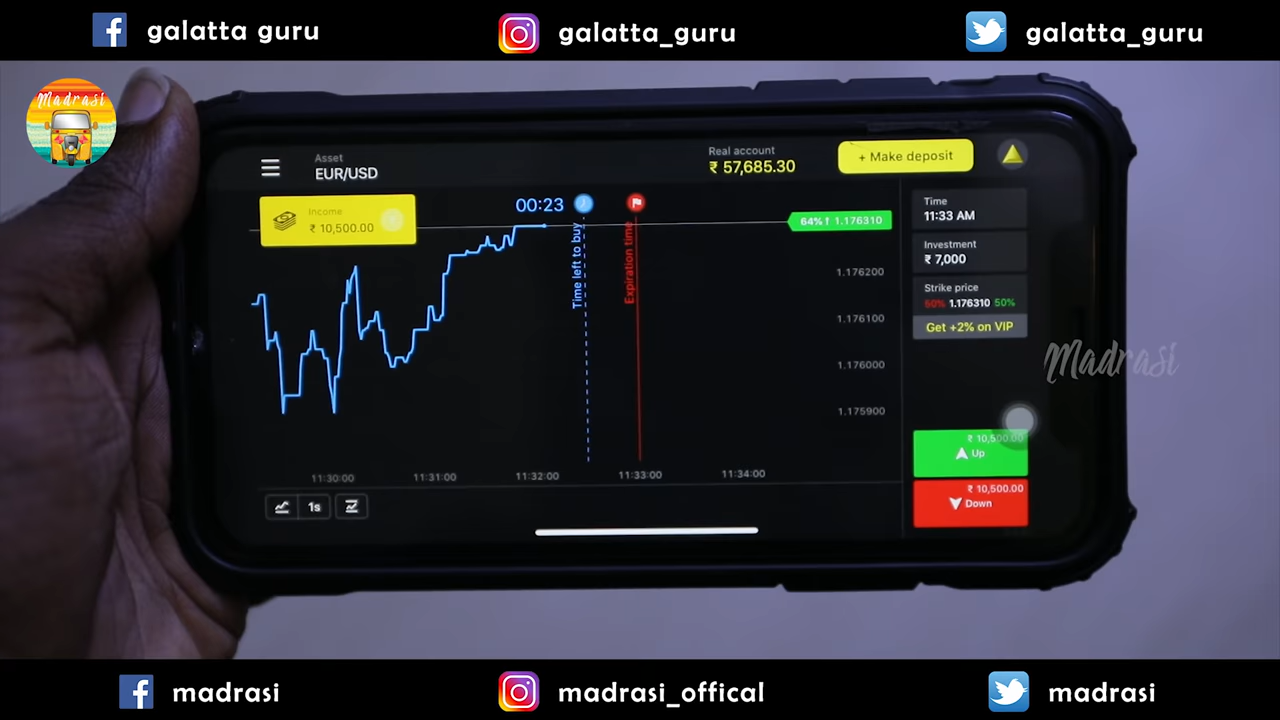 galatta guru
galatta_guru
galatta_guru
Madrasi
Asset
EUR/USD
Real account
₹ 57,685.30
+ Make deposit
Income
₹ 10,500.00
00:23
Time left to buy
Expiration time
64%↑ 1.176310
1.176200
1.176100
1.176000
1.175900
Time
11:33 AM
Investment
₹ 7,000
Strike price
50% 1.176310 50%
Get +2% on VIP
Madrasi
₹ 10,500.00
Up
₹ 10,500.00
Down
11:30:00
11:31:00
11:32:00
11:33:00
11:34:00
1s
madrasi
madrasi_offical
madrasi